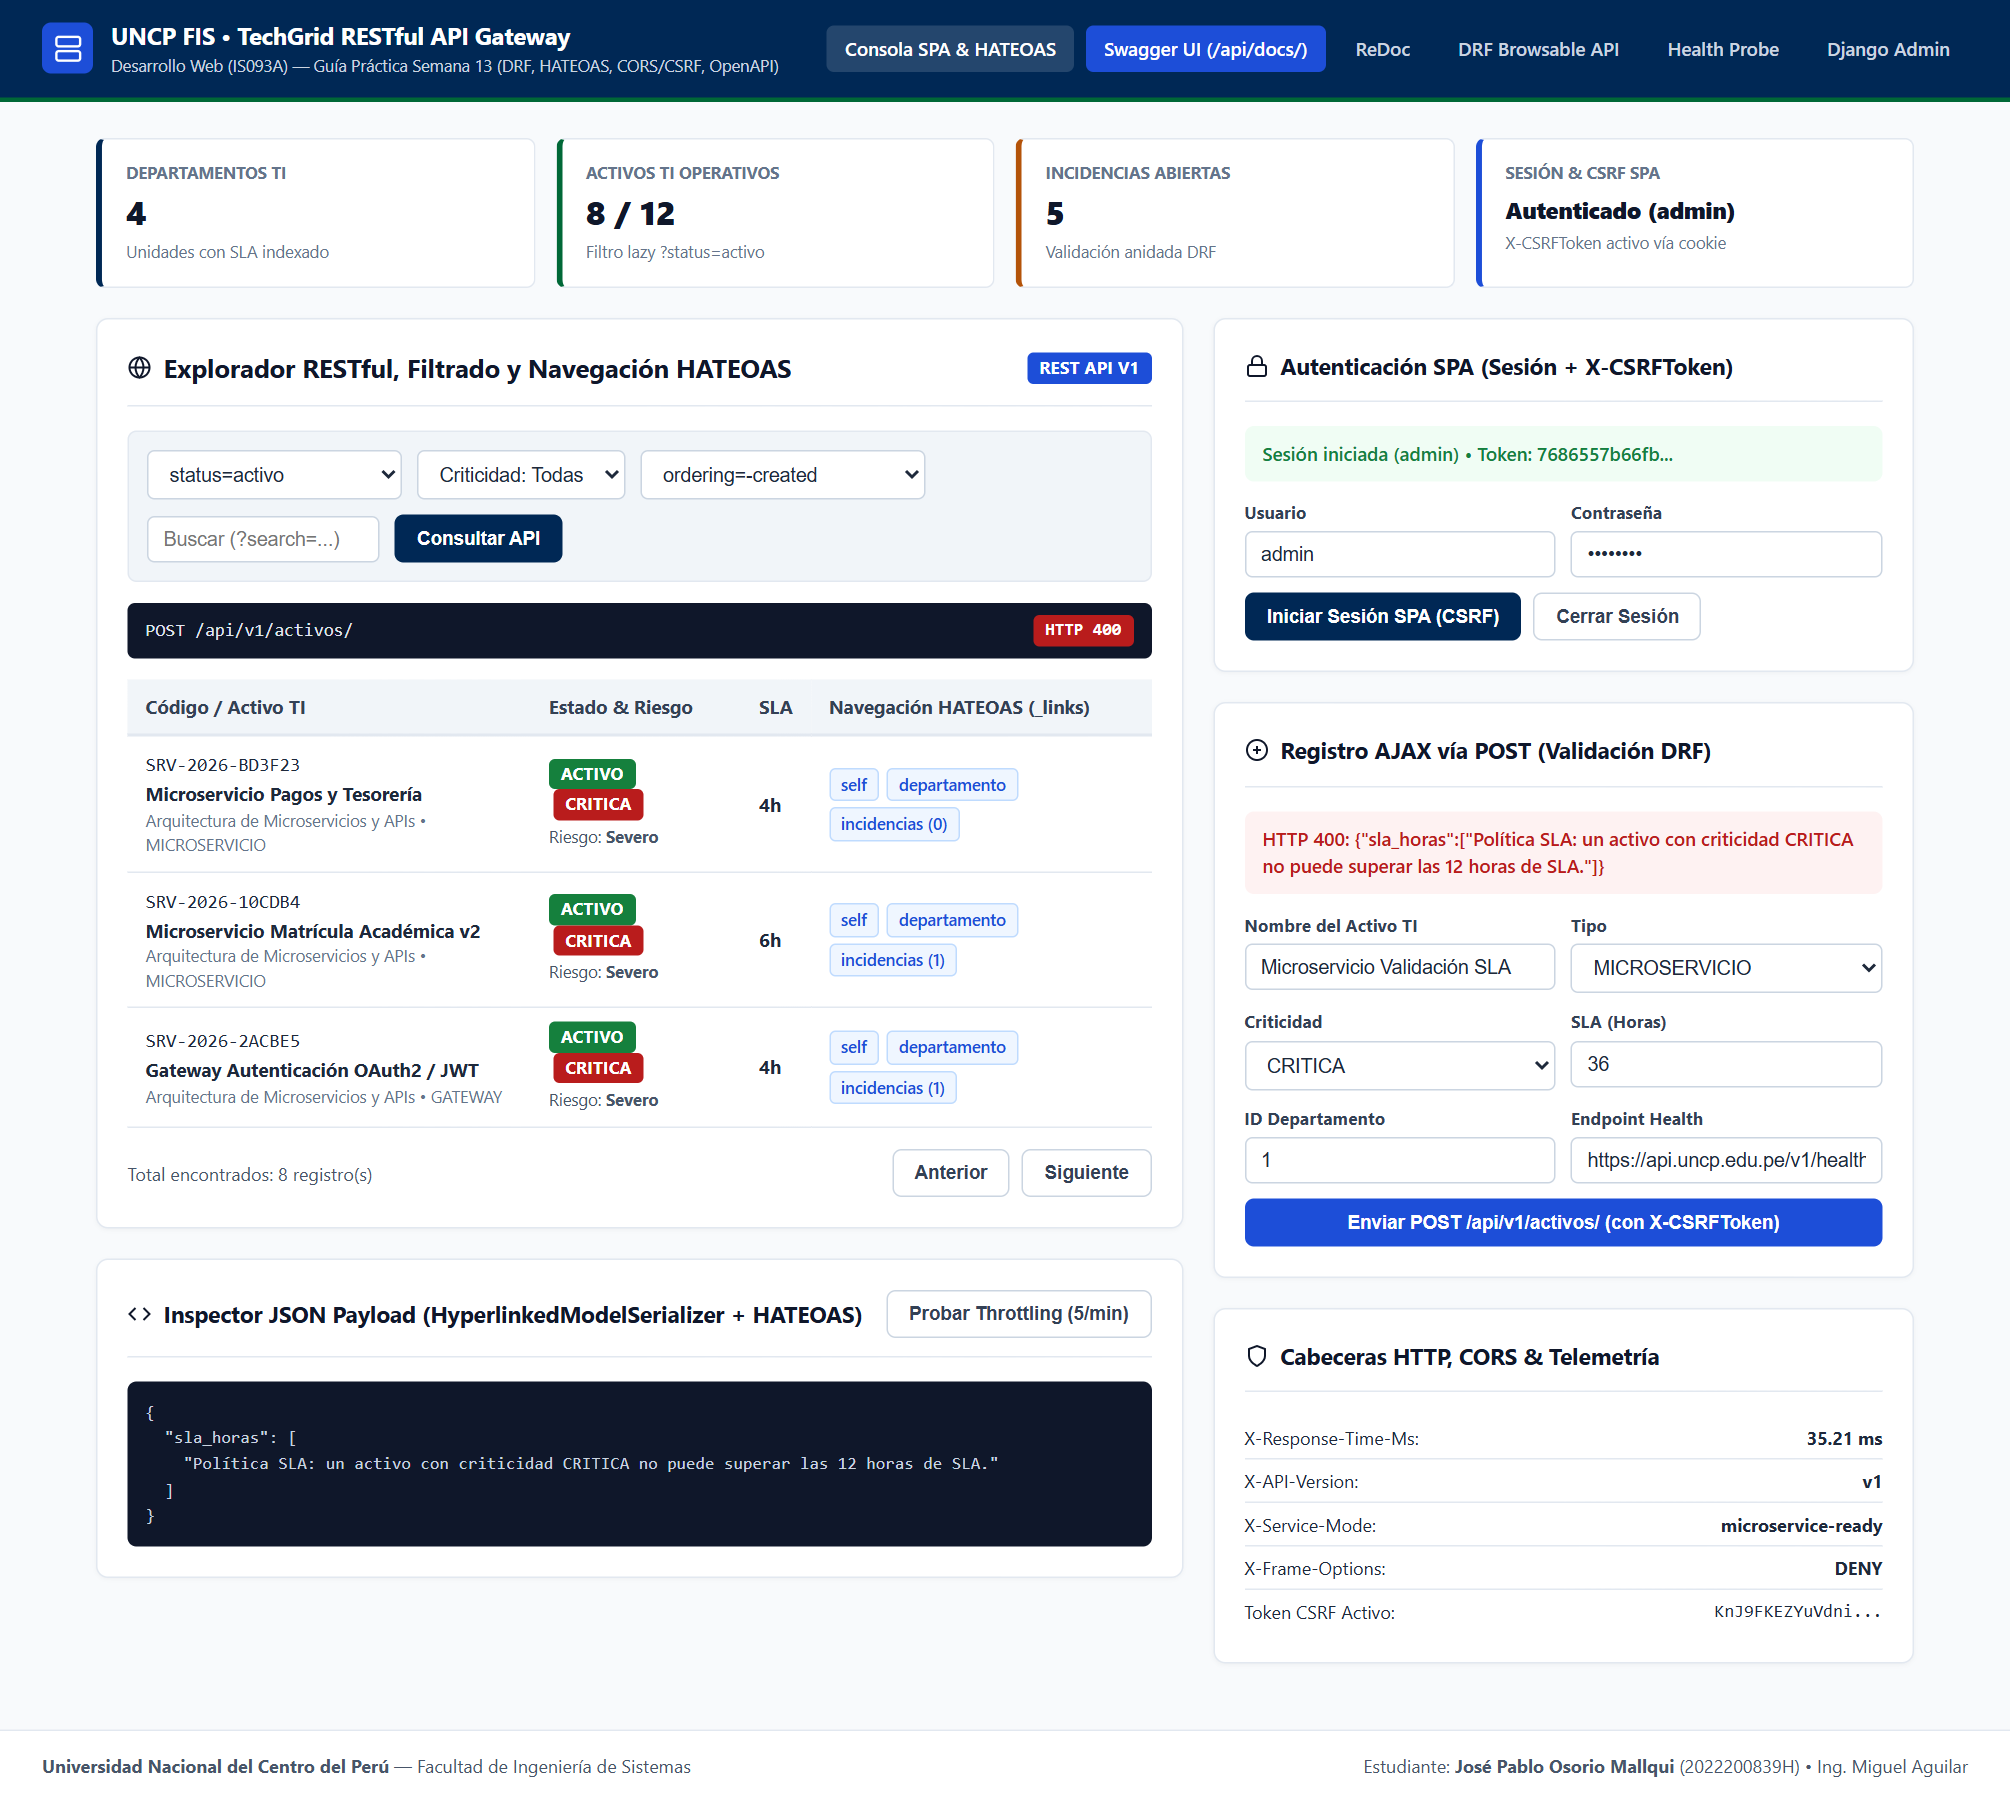 UNCP FIS • TechGrid RESTful API Gateway
Desarrollo Web (IS093A) — Guía Práctica Semana 13 (DRF, HATEOAS, CORS/CSRF, OpenAPI)
Consola SPA & HATEOAS
Swagger UI (/api/docs/)
ReDoc
DRF Browsable API
Health Probe
Django Admin
DEPARTAMENTOS TI
4
Unidades con SLA indexado
ACTIVOS TI OPERATIVOS
8 / 12
Filtro lazy ?status=activo
INCIDENCIAS ABIERTAS
5
Validación anidada DRF
SESIÓN & CSRF SPA
Autenticado (admin)
X-CSRFToken activo vía cookie
Explorador RESTful, Filtrado y Navegación HATEOAS
REST API V1
status=activo
Criticidad: Todas
ordering=-created
Buscar (?search=...)
Consultar API
POST /api/v1/activos/
HTTP 400
Código / Activo TI
Estado & Riesgo
SLA
Navegación HATEOAS (_links)
SRV-2026-BD3F23
Microservicio Pagos y Tesorería
Arquitectura de Microservicios y APIs •
MICROSERVICIO
ACTIVO
CRITICA
Riesgo: Severo
4h
self
departamento
incidencias (0)
SRV-2026-10CDB4
Microservicio Matrícula Académica v2
Arquitectura de Microservicios y APIs •
MICROSERVICIO
ACTIVO
CRITICA
Riesgo: Severo
6h
self
departamento
incidencias (1)
SRV-2026-2ACBE5
Gateway Autenticación OAuth2 / JWT
Arquitectura de Microservicios y APIs • GATEWAY
ACTIVO
CRITICA
Riesgo: Severo
4h
self
departamento
incidencias (1)
Total encontrados: 8 registro(s)
Anterior
Siguiente
Inspector JSON Payload (HyperlinkedModelSerializer + HATEOAS)
Probar Throttling (5/min)
{
"sla_horas": [
"Política SLA: un activo con criticidad CRITICA no puede superar las 12 horas de SLA."
]
}
Autenticación SPA (Sesión + X-CSRFToken)
Sesión iniciada (admin) • Token: 7686557b66fb...
Usuario
Contraseña
admin
••••••••
Iniciar Sesión SPA (CSRF)
Cerrar Sesión
Registro AJAX vía POST (Validación DRF)
HTTP 400: {"sla_horas":["Política SLA: un activo con criticidad CRITICA
no puede superar las 12 horas de SLA."]}
Nombre del Activo TI
Tipo
Microservicio Validación SLA
MICROSERVICIO
Criticidad
SLA (Horas)
CRITICA
36
ID Departamento
Endpoint Health
1
https://api.uncp.edu.pe/v1/health
Enviar POST /api/v1/activos/ (con X-CSRFToken)
Cabeceras HTTP, CORS & Telemetría
X-Response-Time-Ms: 35.21 ms
X-API-Version: v1
X-Service-Mode: microservice-ready
X-Frame-Options: DENY
Token CSRF Activo: KnJ9FKEZYuVdni...
Universidad Nacional del Centro del Perú — Facultad de Ingeniería de Sistemas
Estudiante: José Pablo Osorio Mallqui (2022200839H) • Ing. Miguel Aguilar